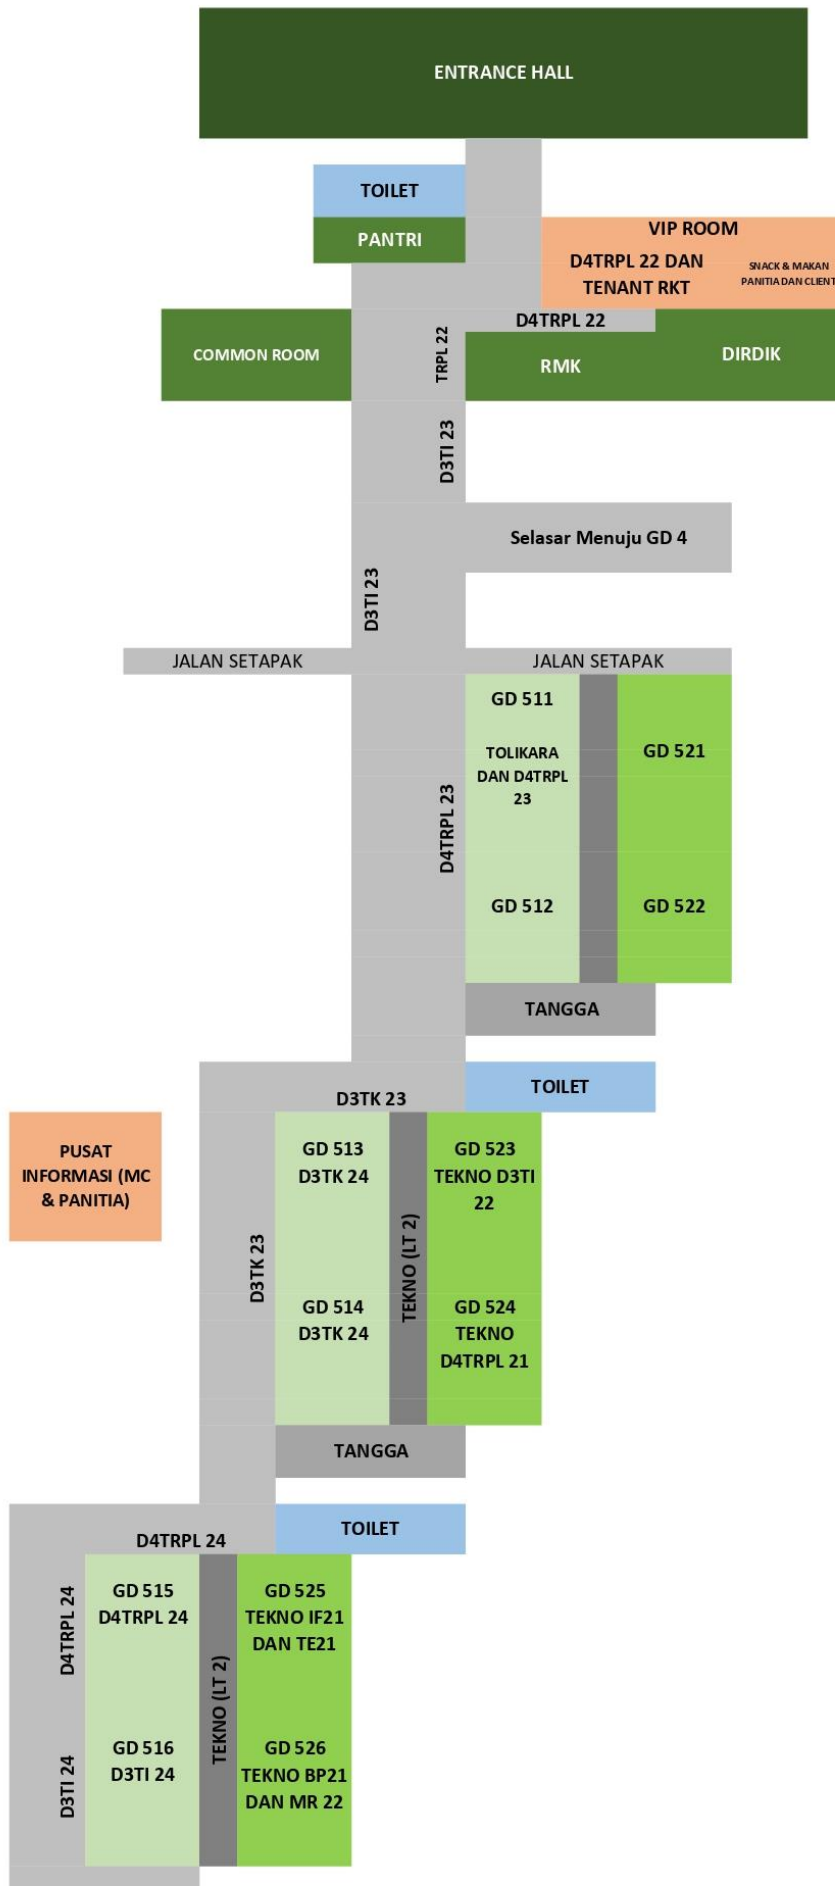 ENTRANCE HALL
TOILET
PANTRI
VIP ROOM
D4TRPL 22 DAN
TENANT RKT
SNACK & MAKAN
PANITIA DAN CLIENT
COMMON ROOM
TRPL 22
D4TRPL 22
RMK
DIRDIK
D3TI 23
Selasar Menuju GD 4
D3TI 23
JALAN SETAPAK
JALAN SETAPAK
D4TRPL 23
GD 511
TOLIKARA
DAN D4TRPL
23
GD 521
GD 512
GD 522
TANGGA
TOILET
D3TK 23
PUSAT
INFORMASI (MC
& PANITIA)
D3TK 23
GD 513
D3TK 24
TEKNO (LT 2)
GD 523
TEKNO D3TI
22
GD 514
D3TK 24
GD 524
TEKNO
D4TRPL 21
TANGGA
TOILET
D4TRPL 24
D4TRPL 24
GD 515
D4TRPL 24
TEKNO (LT 2)
GD 525
TEKNO IF21
DAN TE21
D3TI 24
GD 516
D3TI 24
GD 526
TEKNO BP21
DAN MR 22